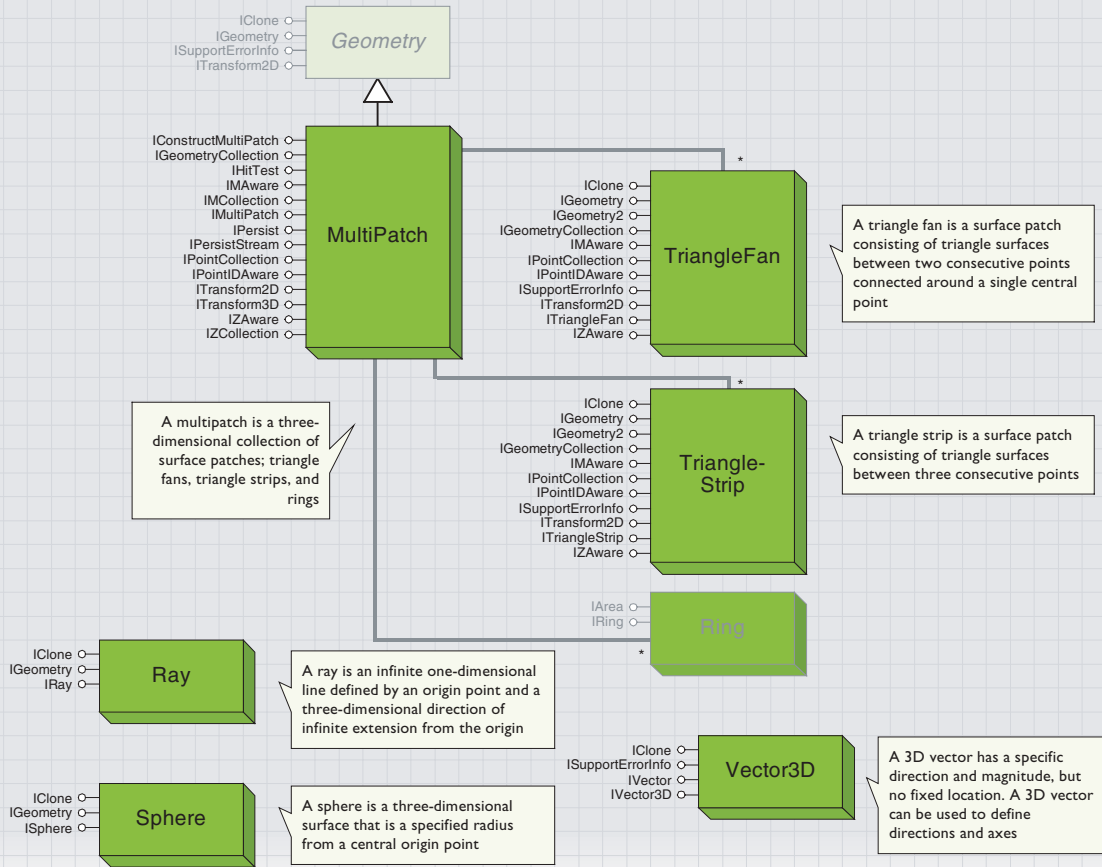 IClone
IGeometry
ISupportErrorInfo
ITransform2D
Geometry
IConstructMultiPatch
IGeometryCollection
IHitTest
IMAware
IMCollection
IMultiPatch
IPersist
IPersistStream
IPointCollection
IPointIDAware
ITransform2D
ITransform3D
IZAware
IZCollection
MultiPatch
*
IClone
IGeometry
IGeometry2
IGeometryCollection
IMAware
IPointCollection
IPointIDAware
ISupportErrorInfo
ITransform2D
ITriangleFan
IZAware
TriangleFan
A triangle fan is a surface patch
consisting of triangle surfaces
between two consecutive points
connected around a single central
point
A multipatch is a three-
dimensional collection of
surface patches; triangle
fans, triangle strips, and
rings
*
IClone
IGeometry
IGeometry2
IGeometryCollection
IMAware
IPointCollection
IPointIDAware
ISupportErrorInfo
ITransform2D
ITriangleStrip
IZAware
Triangle-
Strip
A triangle strip is a surface patch
consisting of triangle surfaces
between three consecutive points
IArea
IRing
Ring
*
IClone
IGeometry
IRay
Ray
A ray is an infinite one-dimensional
line defined by an origin point and a
three-dimensional direction of
infinite extension from the origin
IClone
ISupportErrorInfo
IVector
IVector3D
Vector3D
A 3D vector has a specific
direction and magnitude, but
no fixed location. A 3D vector
can be used to define
directions and axes
IClone
IGeometry
ISphere
Sphere
A sphere is a three-dimensional
surface that is a specified radius
from a central origin point